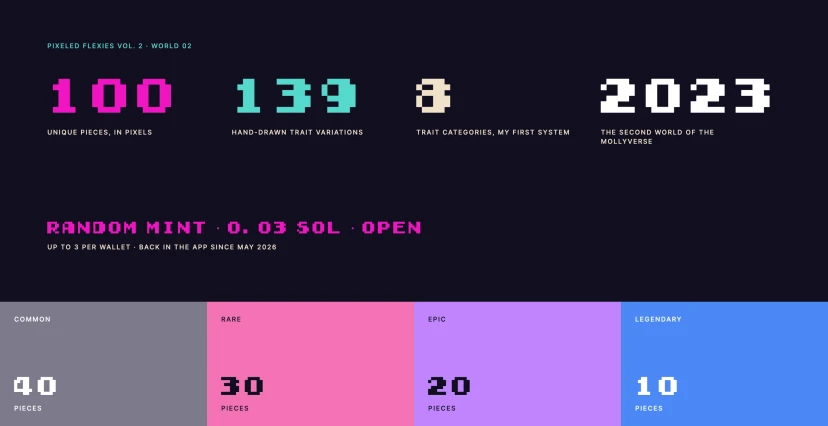 PIXELED FLEXIES VOL. 2 · WORLD 02
100
UNIQUE PIECES, IN PIXELS
139
HAND-DRAWN TRAIT VARIATIONS
8
TRAIT CATEGORIES, MY FIRST SYSTEM
2023
THE SECOND WORLD OF THE
MOLLYVERSE
RANDOM MINT · 0.03 SOL · OPEN
UP TO 3 PER WALLET · BACK IN THE APP SINCE MAY 2026
COMMON
40
PIECES
RARE
30
PIECES
EPIC
20
PIECES
LEGENDARY
10
PIECES